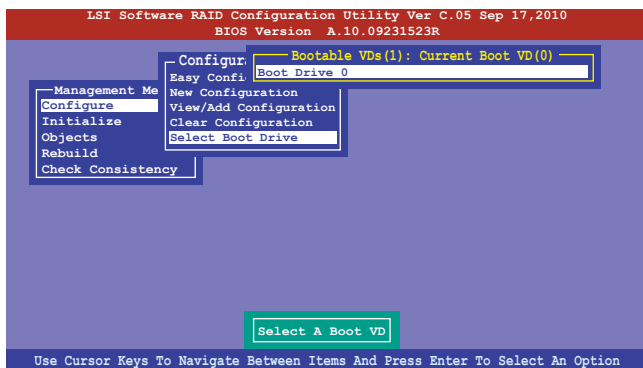 LSI Software RAID Configuration Utility Ver C.05 Sep 17,2010
BIOS Version A.10.09231523R
Bootable VDs(1): Current Boot VD(0)
Boot Drive 0
Configura
Easy Confi
New Configuration
View/Add Configuration
Clear Configuration
Select Boot Drive
Management Me
Configure
Initialize
Objects
Rebuild
Check Consistency
Select A Boot VD
Use Cursor Keys To Navigate Between Items And Press Enter To Select An Option